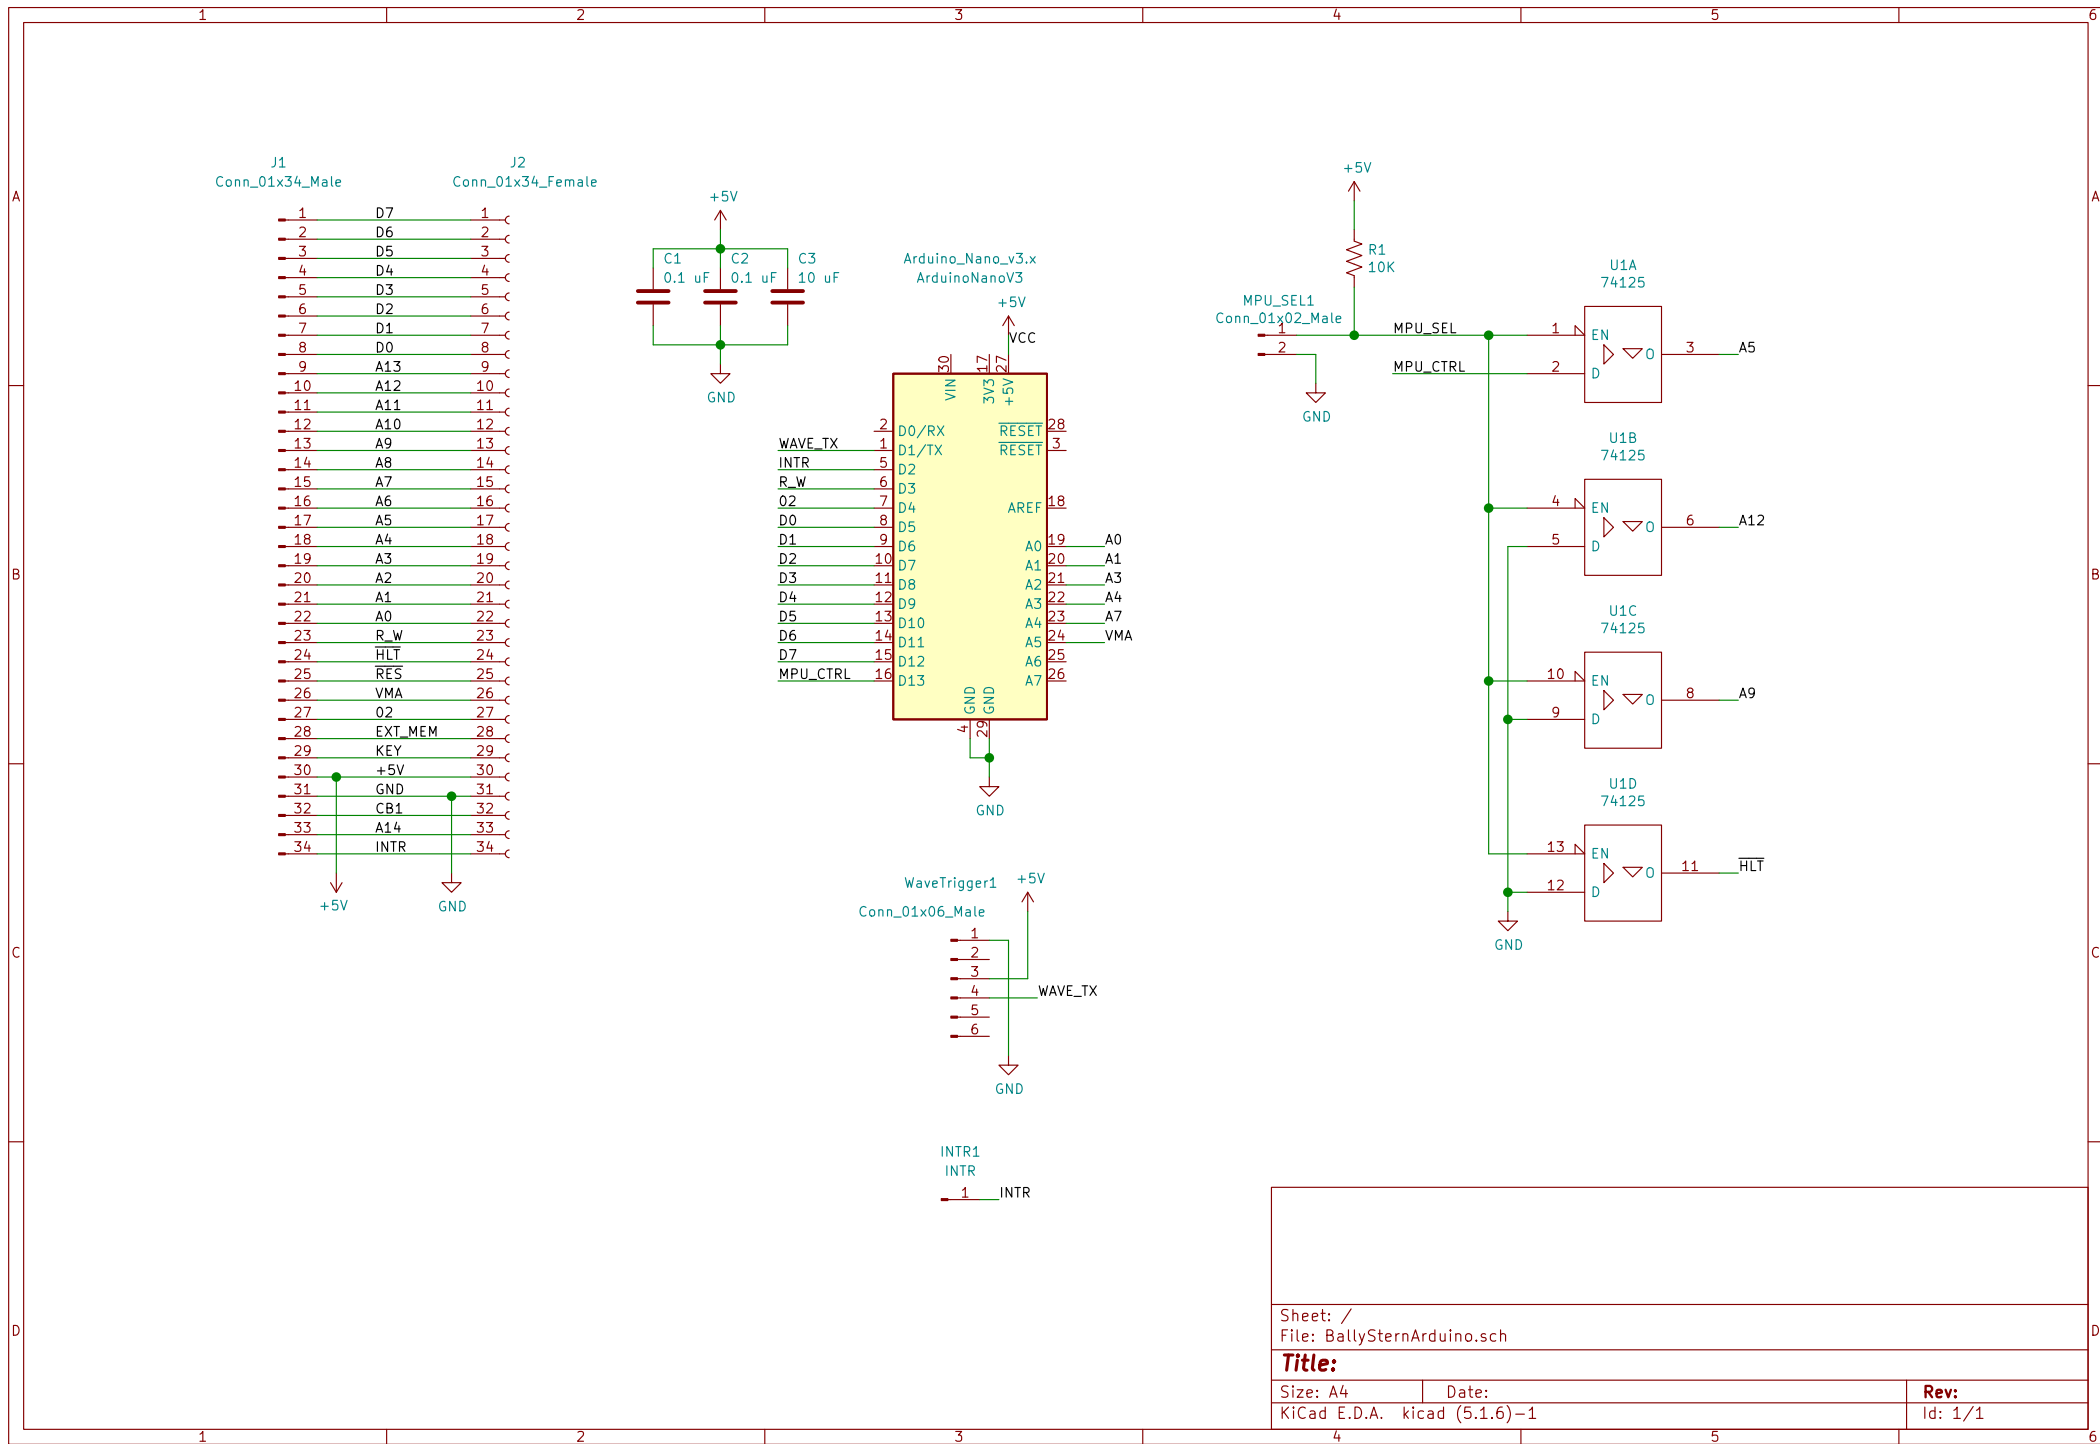 1 2 3 4 5 6
A
B
C
D
J1
Conn_01x34_Male
J2
Conn_01x34_Female
1 D7 1
2 D6 2
3 D5 3
4 D4 4
5 D3 5
6 D2 6
7 D1 7
8 D0 8
9 A13 9
10 A12 10
11 A11 11
12 A10 12
13 A9 13
14 A8 14
15 A7 15
16 A6 16
17 A5 17
18 A4 18
19 A3 19
20 A2 20
21 A1 21
22 A0 22
23 R_W 23
24 HLT 24
25 RES 25
26 VMA 26
27 02 27
28 EXT_MEM 28
29 KEY 29
30 +5V 30
31 GND 31
32 CB1 32
33 A14 33
34 INTR 34
+5V
GND
+5V
C1
0.1 uF
C2
0.1 uF
C3
10 uF
GND
Arduino_Nano_v3.x
ArduinoNanoV3
+5V
VCC
30 17 27
VIN 3V3 +5V
2 D0/RX
WAVE_TX 1 D1/TX
INTR 5 D2
R_W 6 D3
02 7 D4
D0 8 D5
D1 9 D6
D2 10 D7
D3 11 D8
D4 12 D9
D5 13 D10
D6 14 D11
D7 15 D12
MPU_CTRL 16 D13
RESET 28
RESET 3
AREF 18
A0 19 A0
A1 20 A1
A2 21 A3
A3 22 A4
A4 23 A7
A5 24 VMA
A6 25
A7 26
GND GND
4 29
GND
WaveTrigger1
Conn_01x06_Male
+5V
1
2
3
4 WAVE_TX
5
6
GND
INTR1
INTR
1 INTR
+5V
R1
10K
MPU_SEL1
Conn_01x02_Male
1 MPU_SEL
2 MPU_CTRL
GND
U1A
74125
1 EN
2 D
O 3 A5
U1B
74125
4 EN
5 D
O 6 A12
U1C
74125
10 EN
9 D
O 8 A9
U1D
74125
13 EN
12 D
O 11 HLT
GND
A
B
C
D
Sheet: /
File: BallySternArduino.sch
Title:
Size: A4 Date: Rev:
KiCad E.D.A. kicad (5.1.6)-1 Id: 1/1
1 2 3 4 5 6